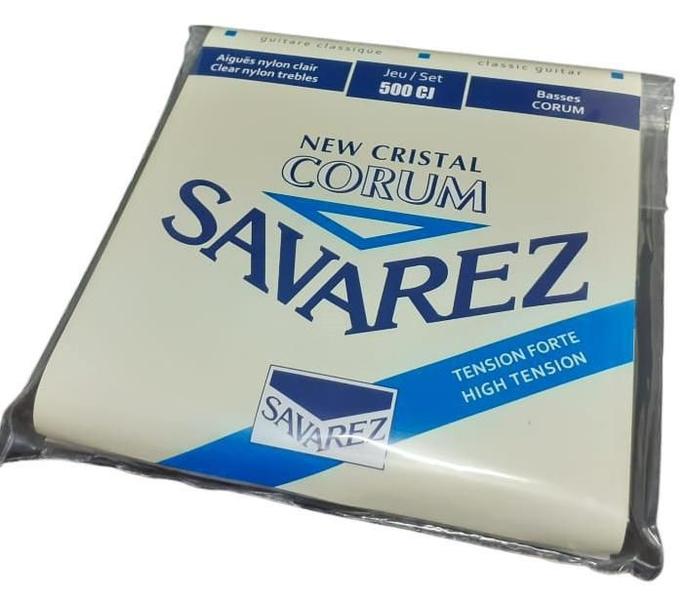 guitare classique
classic guitar
Aiguës nylon clair
Clear nylon trebles
Jeu / Set
500 CJ
Basses
CORUM
NEW CRISTAL
CORUM
SAVAREZ
TENSION FORTE
HIGH TENSION
SAVAREZ